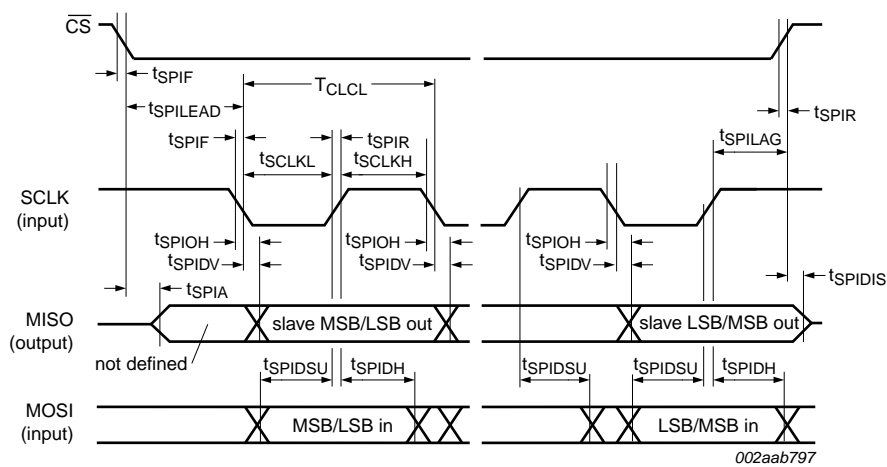 CS
tSPIF
TCLCL
tSPILEAD
tSPIR
tSPIF
tSPIR
tSPILAG
tSCLKL
tSCLKH
SCLK
(input)
tSPIOH
tSPIOH
tSPIOH
tSPIDV
tSPIDV
tSPIDV
tSPIA
tSPIDIS
MISO
(output)
slave MSB/LSB out
slave LSB/MSB out
not defined
tSPIDSU
tSPIDH
tSPIDSU
tSPIDSU
tSPIDH
MOSI
(input)
MSB/LSB in
LSB/MSB in
002aab797